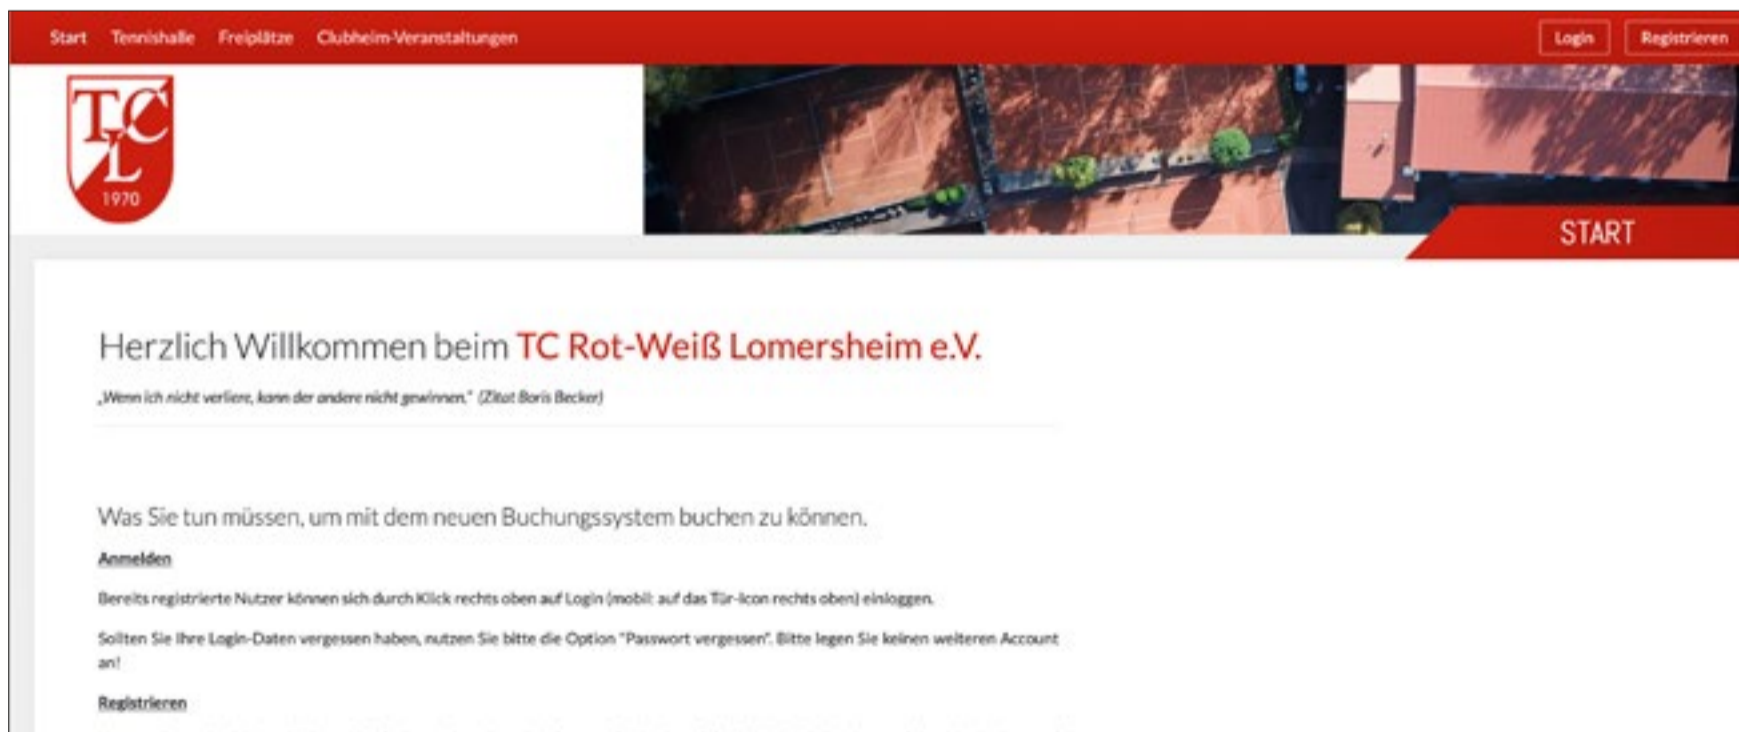 Start Tennishalle Freiplätze Clubheim-Veranstaltungen Login Registrieren
TCL
1970
START
Herzlich Willkommen beim TC Rot-Weiß Lomersheim e.V.
„Wenn ich nicht verliere, kann der andere nicht gewinnen.“ (Zitat Boris Becker)
Was Sie tun müssen, um mit dem neuen Buchungssystem buchen zu können.
Anmelden
Bereits registrierte Nutzer können sich durch Klick rechts oben auf Login (mobil: auf das Tür-Icon rechts oben) einloggen.
Sollten Sie Ihre Login-Daten vergessen haben, nutzen Sie bitte die Option "Passwort vergessen". Bitte legen Sie keinen weiteren Account
an!
Registrieren